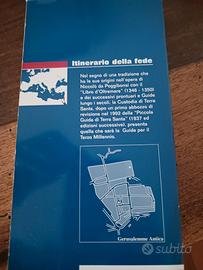 Itinerario della fede
Nel segno di una tradizione che
ha le sue origini nell'opera di
Niccolò da Poggibonsi con il
"Libro d'Oltremare" (1346 - 1350)
e dei successivi prontuari e Guide
lungo i secoli, la Custodia di Terra
Santa, dopo un primo abbozzo di
revisione nel 1992 della "Piccola
Guida di Terra Santa" (1937 ed
edizioni successive), presenta
quella che sarà la Guide per il
Terzo Millennio.
Gerusalemme Antica
subito